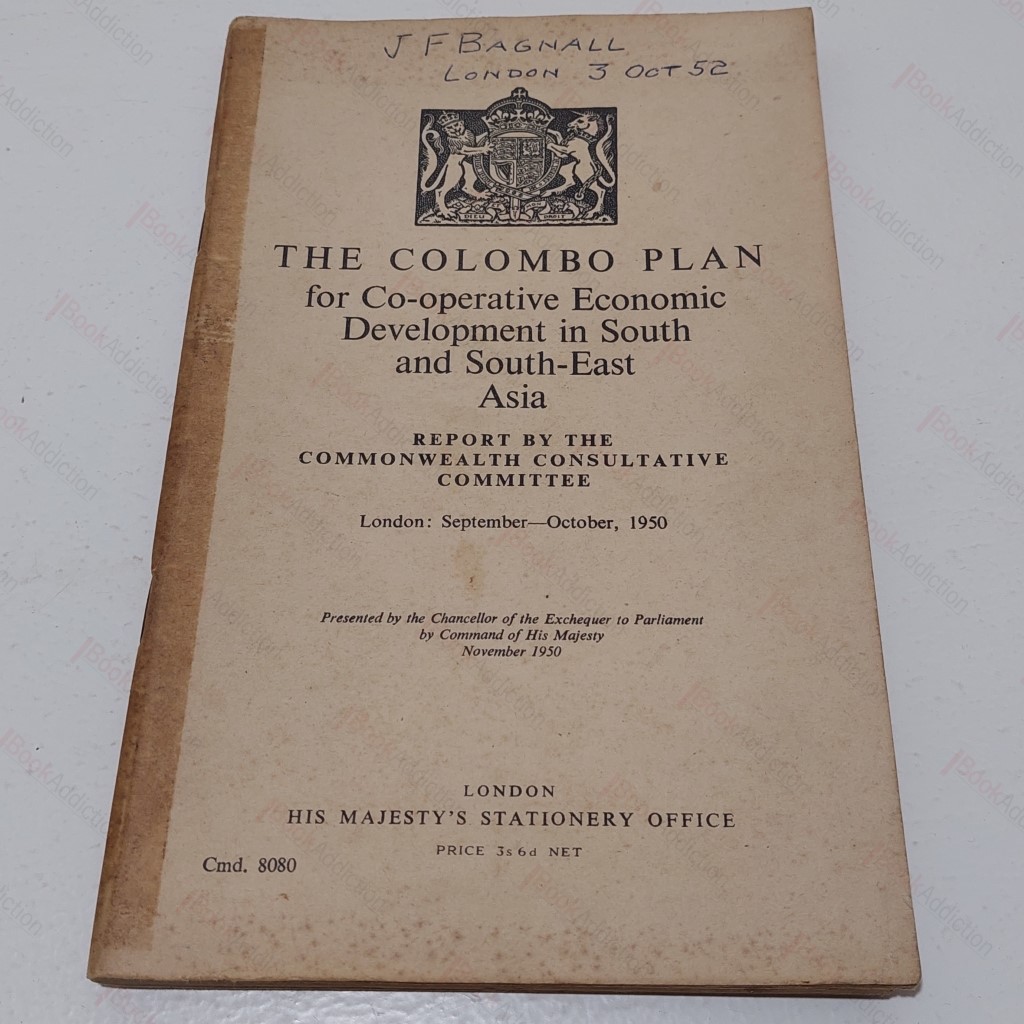 J F BAGNALL
LONDON 3 OCT 52
DIEU DROIT
THE COLOMBO PLAN
for Co-operative Economic
Development in South
and South-East
Asia
REPORT BY THE
COMMONWEALTH CONSULTATIVE
COMMITTEE
London: September—October, 1950
Presented by the Chancellor of the Exchequer to Parliament
by Command of His Majesty
November 1950
LONDON
HIS MAJESTY'S STATIONERY OFFICE
PRICE 3s 6d NET
Cmd. 8080
BookAddiction